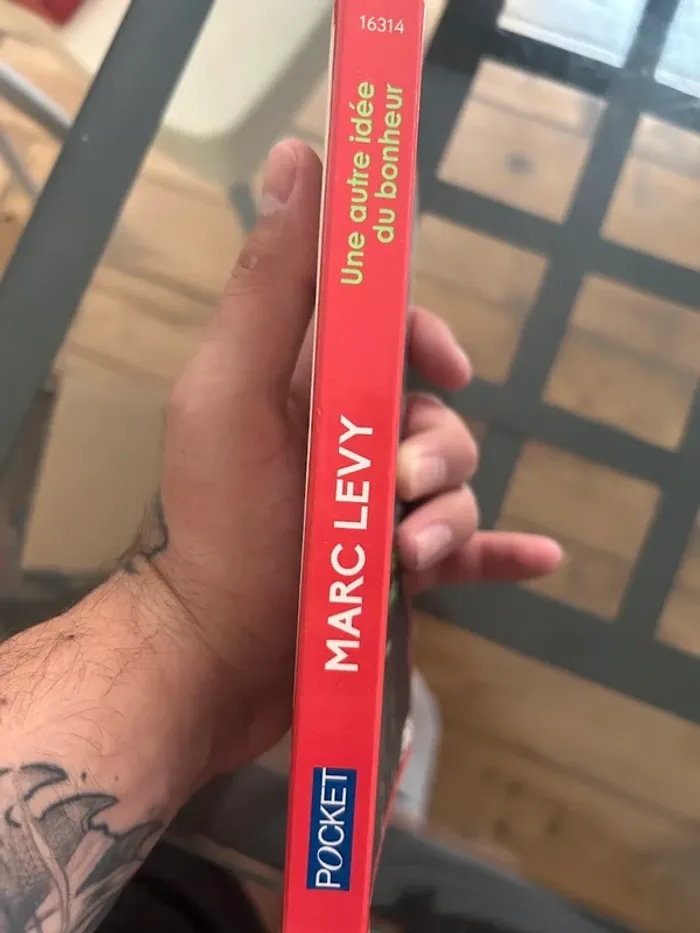 16314
Une autre idée
du bonheur
MARC LEVY
POCKET